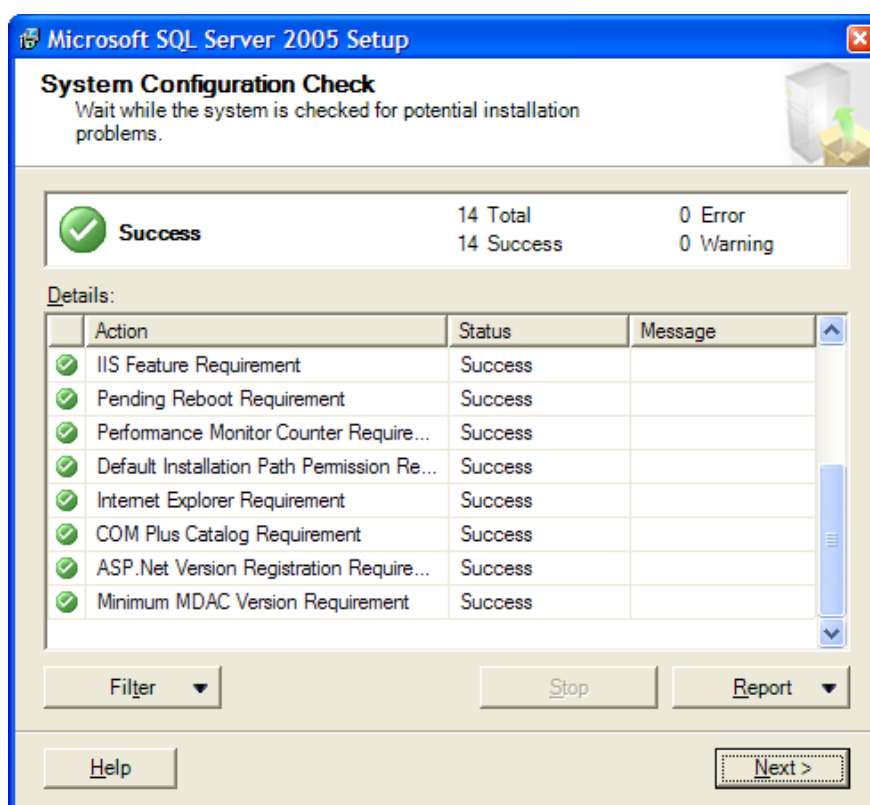 Microsoft SQL Server 2005 Setup
System Configuration Check
Wait while the system is checked for potential installation
problems.
Success 14 Total 0 Error
14 Success 0 Warning
Details:
Action Status Message
IIS Feature Requirement Success
Pending Reboot Requirement Success
Performance Monitor Counter Require... Success
Default Installation Path Permission Re... Success
Internet Explorer Requirement Success
COM Plus Catalog Requirement Success
ASP.Net Version Registration Require... Success
Minimum MDAC Version Requirement Success
Filter Stop Report
Help Next >